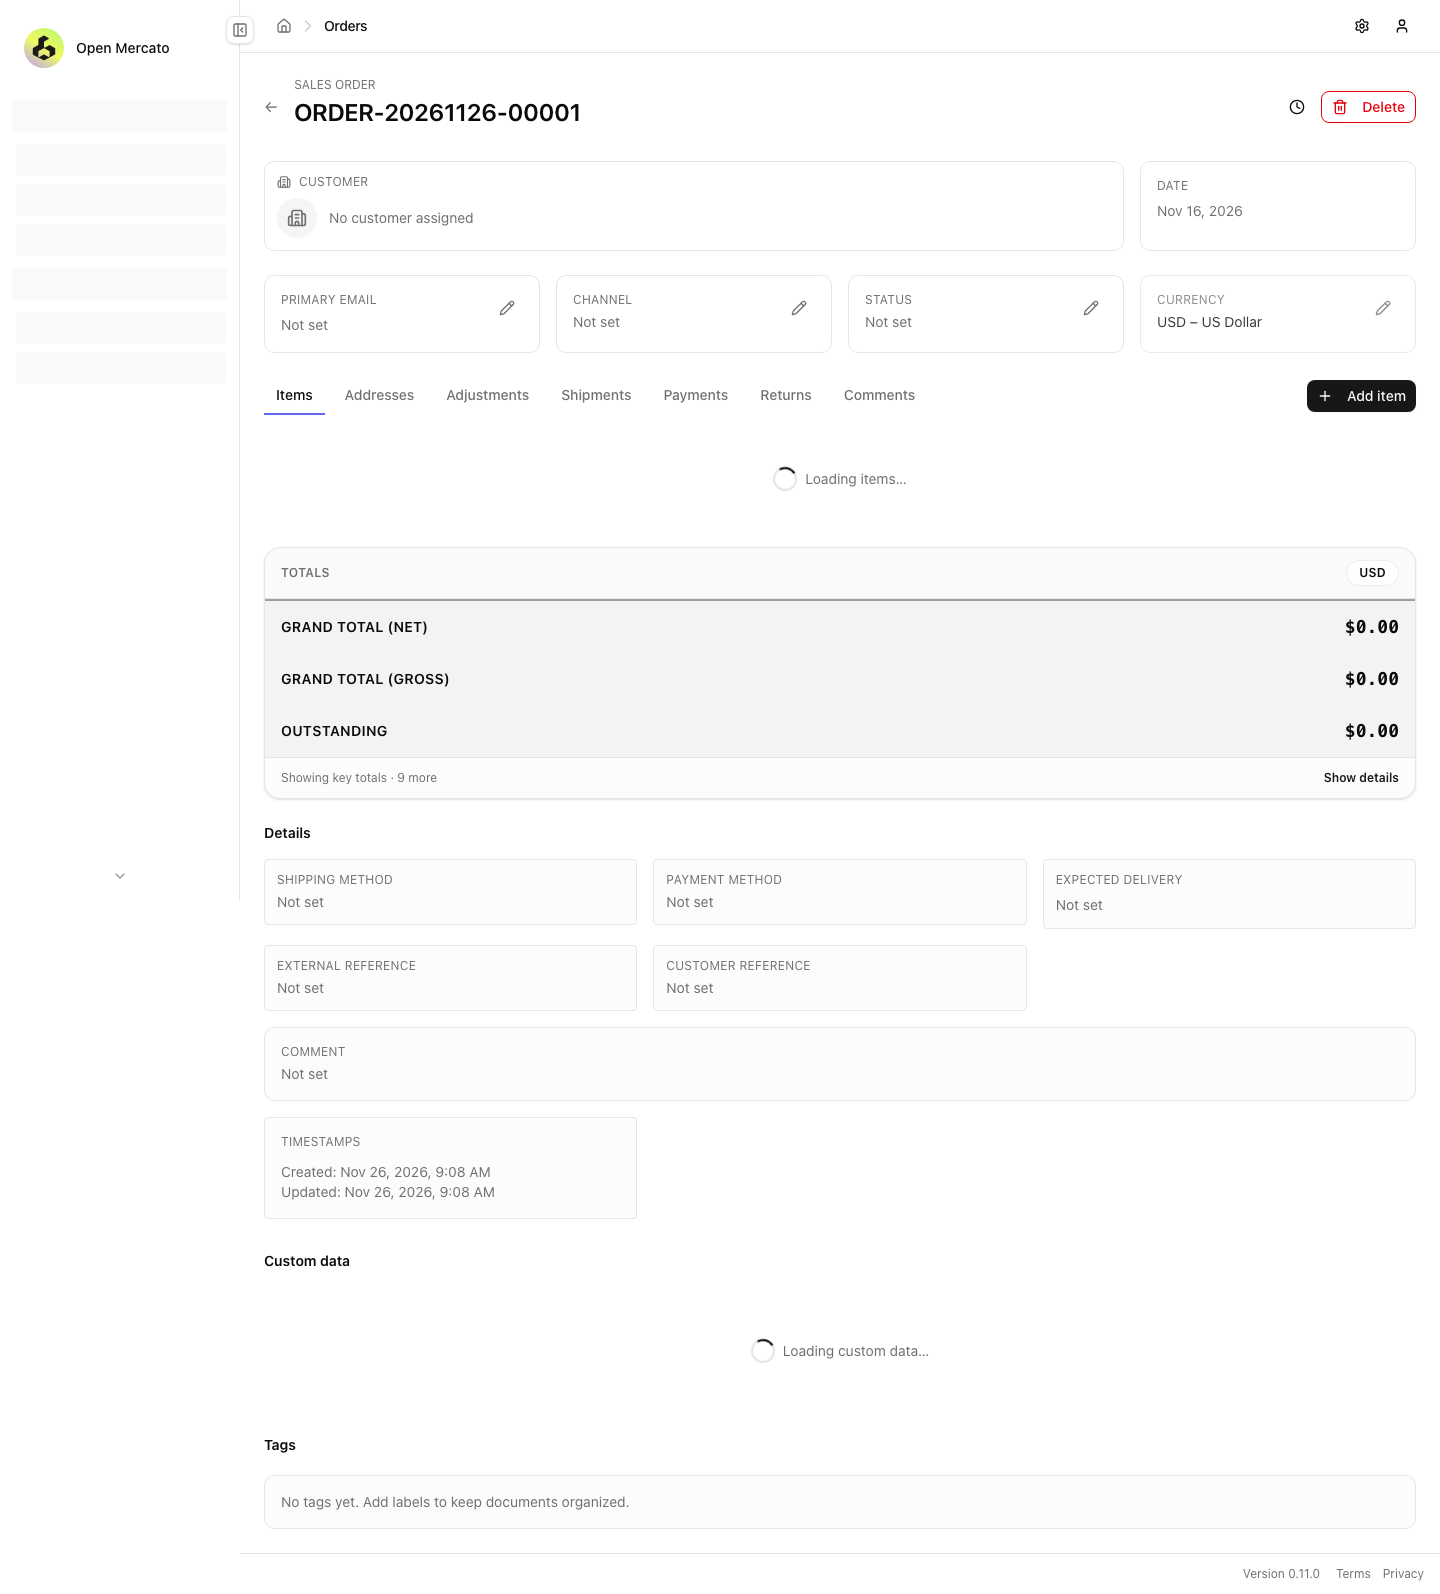 Open Mercato
Orders
SALES ORDER
ORDER-20261126-00001
Delete
CUSTOMER
No customer assigned
DATE
Nov 16, 2026
PRIMARY EMAIL
Not set
CHANNEL
Not set
STATUS
Not set
CURRENCY
USD – US Dollar
Items
Addresses
Adjustments
Shipments
Payments
Returns
Comments
Add item
Loading items...
TOTALS
USD
GRAND TOTAL (NET)
$0.00
GRAND TOTAL (GROSS)
$0.00
OUTSTANDING
$0.00
Showing key totals · 9 more
Show details
Details
SHIPPING METHOD
Not set
PAYMENT METHOD
Not set
EXPECTED DELIVERY
Not set
EXTERNAL REFERENCE
Not set
CUSTOMER REFERENCE
Not set
COMMENT
Not set
TIMESTAMPS
Created: Nov 26, 2026, 9:08 AM
Updated: Nov 26, 2026, 9:08 AM
Custom data
Loading custom data...
Tags
No tags yet. Add labels to keep documents organized.
Version 0.11.0
Terms
Privacy